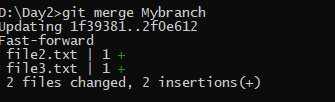 D:\Day2>git merge Mybranch
Updating 1f39381..2f0e612
Fast-forward
 file2.txt | 1 +
 file3.txt | 1 +
 2 files changed, 2 insertions(+)